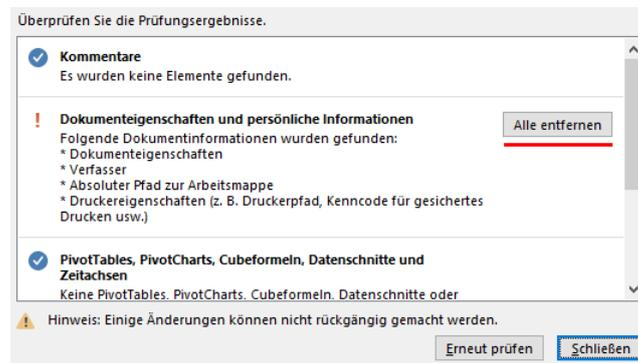 Überprüfen Sie die Prüfungsergebnisse.
Kommentare
Es wurden keine Elemente gefunden.
! Dokumenteigenschaften und persönliche Informationen
Alle entfernen
Folgende Dokumentinformationen wurden gefunden:
* Dokumenteigenschaften
* Verfasser
* Absoluter Pfad zur Arbeitsmappe
* Druckereigenschaften (z. B. Druckerpfad, Kenncode für gesichertes
Drucken usw.)
PivotTables, PivotCharts, Cubeformeln, Datenschnitte und
Zeitachsen
Keine PivotTables, PivotCharts, Cubeformeln, Datenschnitte oder
Hinweis: Einige Änderungen können nicht rückgängig gemacht werden.
Erneut prüfen
Schließen